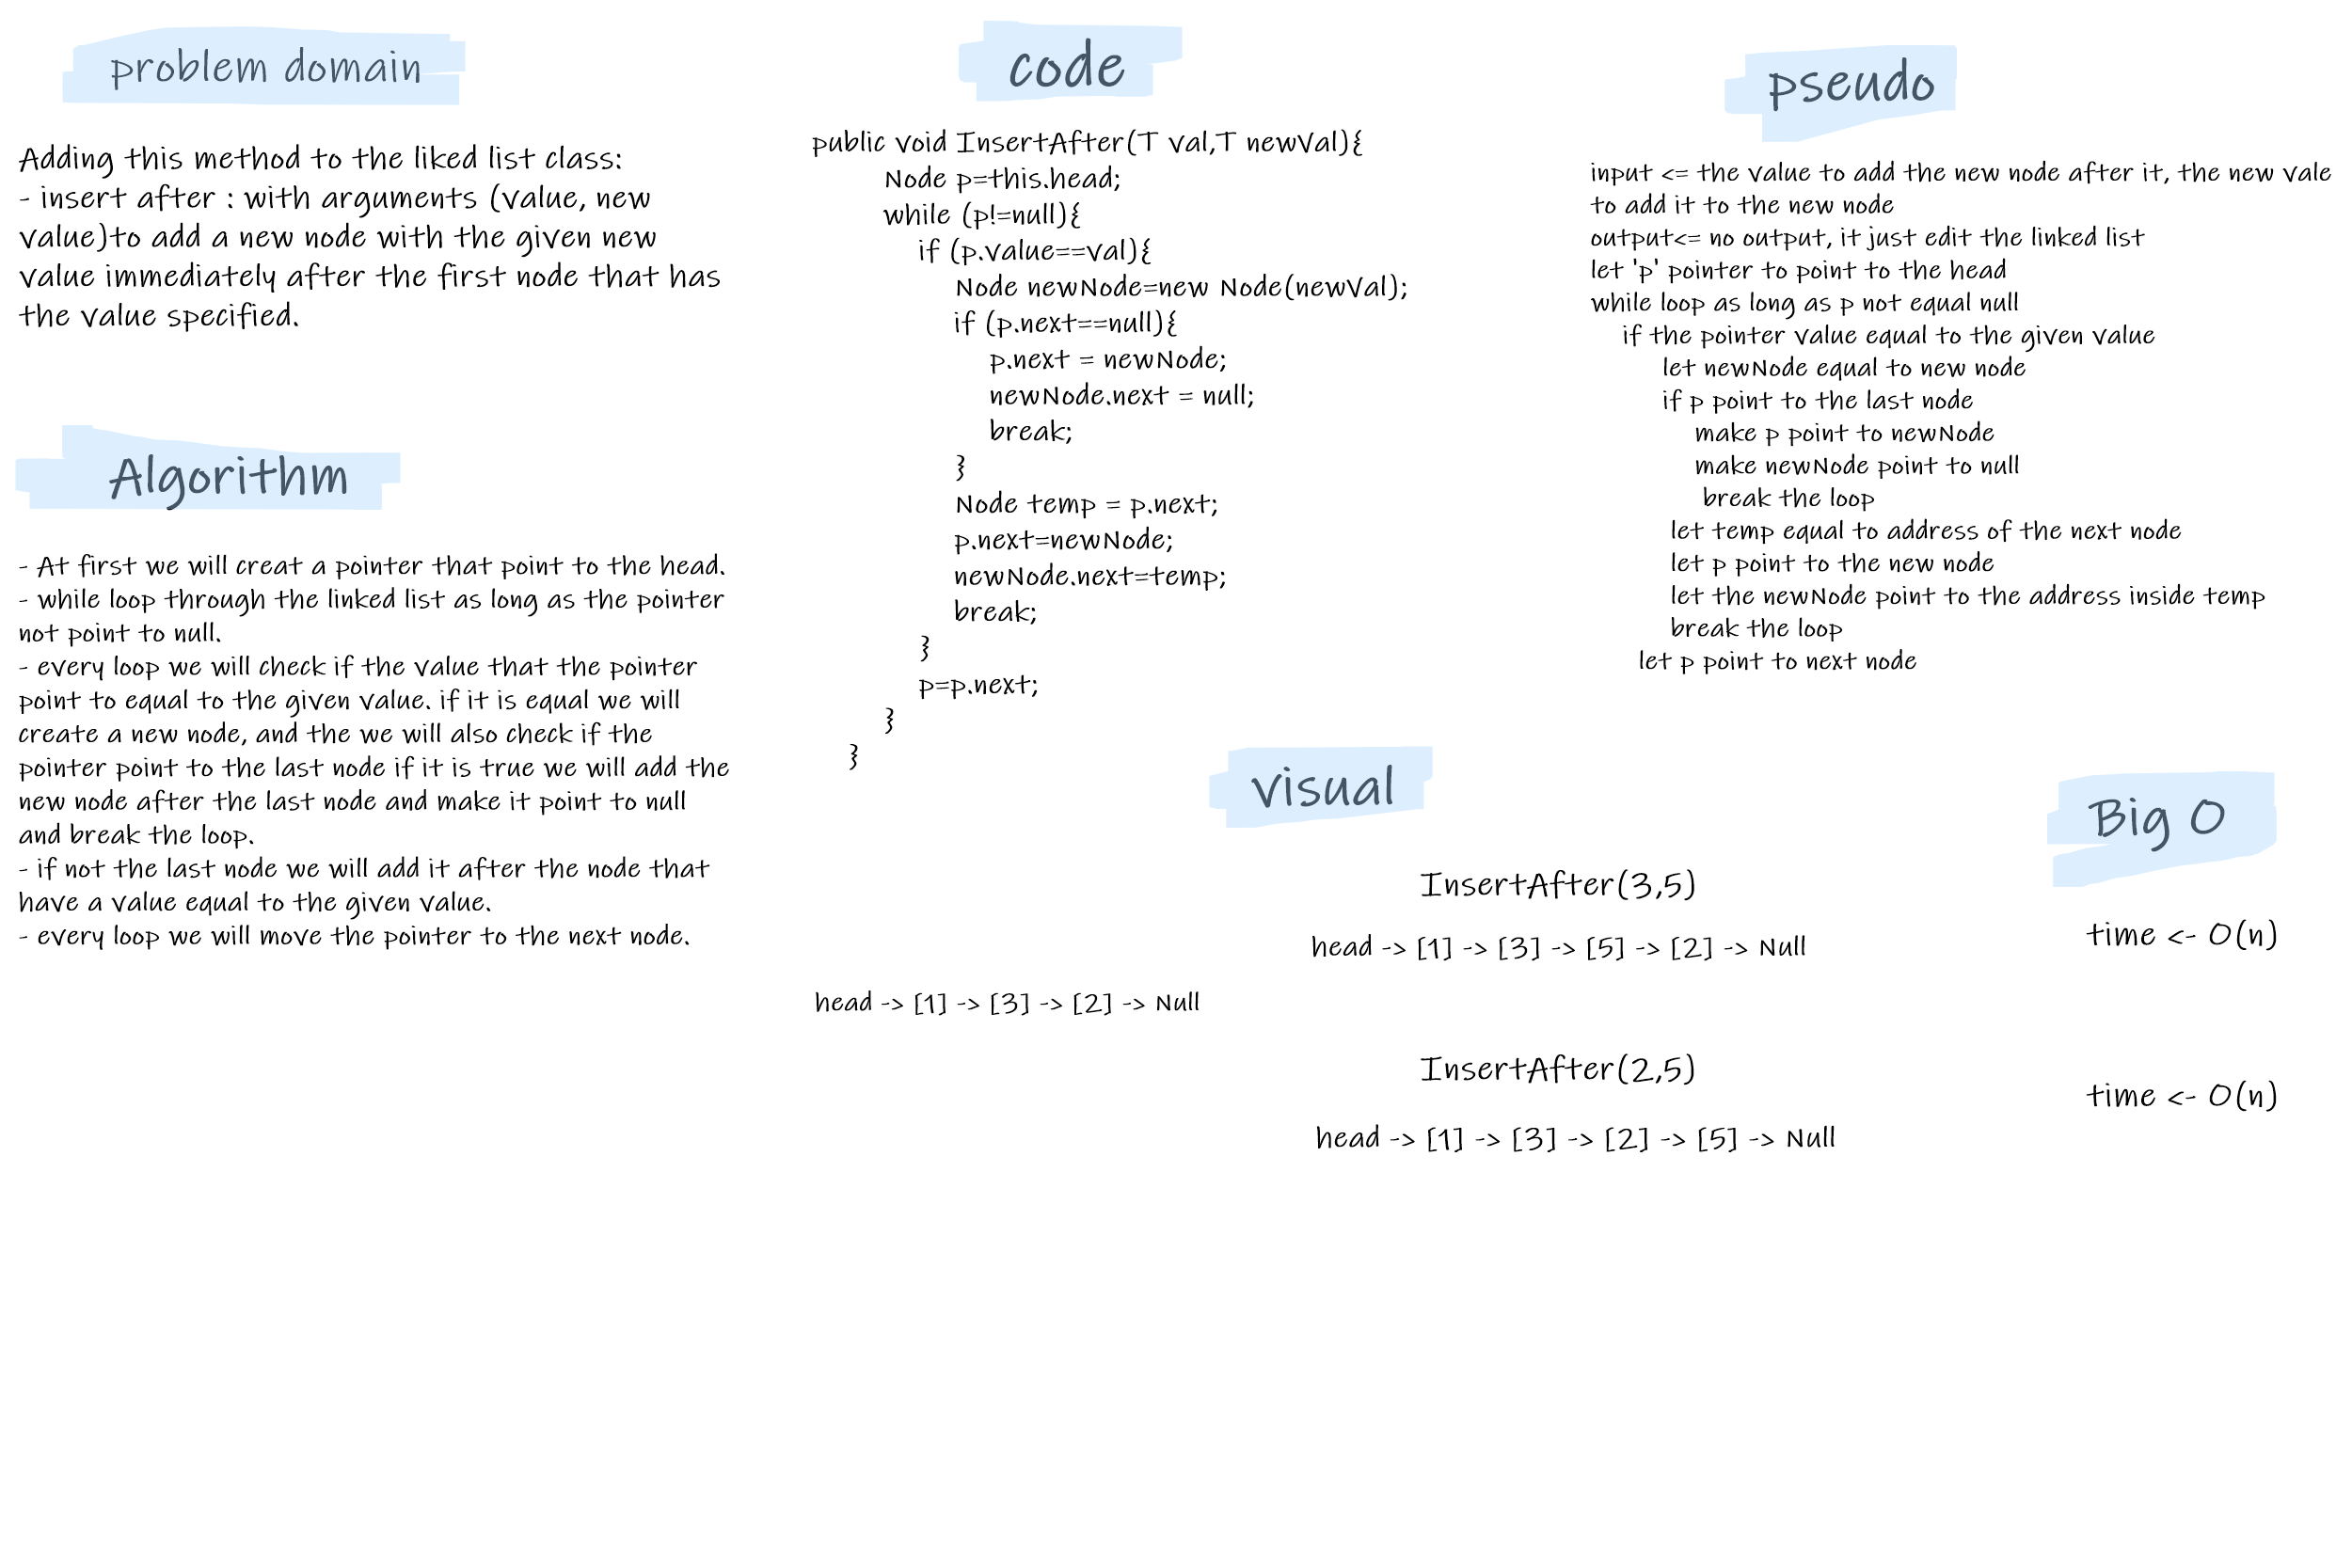 problem domain
Adding this method to the liked list class:
- insert after : with arguments (value, new
value)to add a new node with the given new
value immediately after the first node that has
the value specified.
Algorithm
- At first we will creat a pointer that point to the head.
- while loop through the linked list as long as the pointer
not point to null.
- every loop we will check if the value that the pointer
point to equal to the given value. if it is equal we will
create a new node, and the we will also check if the
pointer point to the last node if it is true we will add the
new node after the last node and make it point to null
and break the loop.
- if not the last node we will add it after the node that
have a value equal to the given value.
- every loop we will move the pointer to the next node.
code
public void InsertAfter(T val,T newVal){
Node p=this.head;
while (p!=null){
if (p.value==val){
Node newNode=new Node(newVal);
if (p.next==null){
p.next = newNode;
newNode.next = null;
break;
}
Node temp = p.next;
p.next=newNode;
newNode.next=temp;
break;
}
p=p.next;
}
}
pseudo
input <= the value to add the new node after it, the new vale
to add it to the new node
output<= no output, it just edit the linked list
let 'p' pointer to point to the head
while loop as long as p not equal null
if the pointer value equal to the given value
let newNode equal to new node
if p point to the last node
make p point to newNode
make newNode point to null
break the loop
let temp equal to address of the next node
let p point to the new node
let the newNode point to the address inside temp
break the loop
let p point to next node
visual
head -> [1] -> [3] -> [2] -> Null
InsertAfter(3,5)
head -> [1] -> [3] -> [5] -> [2] -> Null
InsertAfter(2,5)
head -> [1] -> [3] -> [2] -> [5] -> Null
Big O
time <- O(n)
time <- O(n)